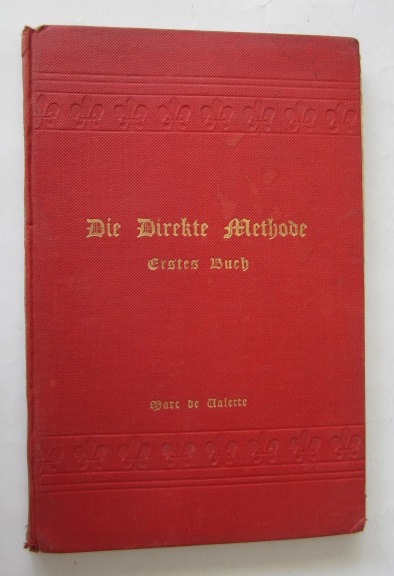 Die Direkte Methode
Erstes Buch
Marc de Valette